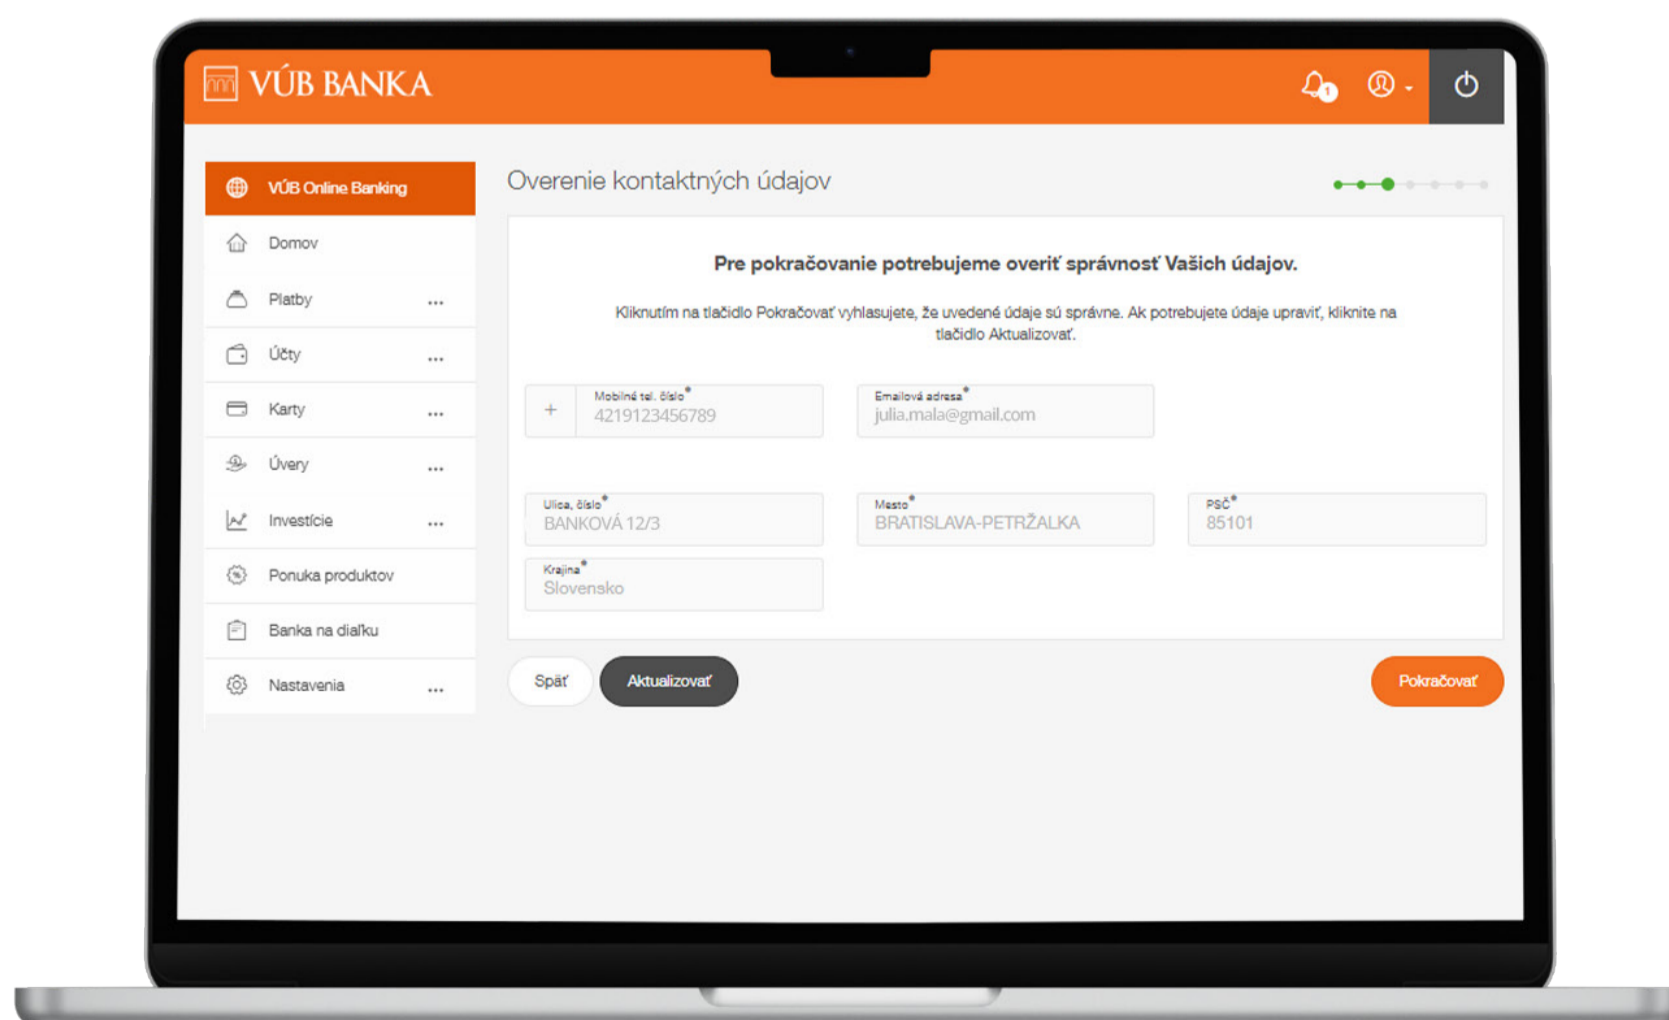 VÚB BANKA
1
VÚB Online Banking
Domov
Platby
Účty
Karty
Úvery
Investície
Ponuka produktov
Banka na diaľku
Nastavenia
Overenie kontaktných údajov
Pre pokračovanie potrebujeme overiť správnosť Vašich údajov.
Kliknutím na tlačidlo Pokračovať vyhlasujete, že uvedené údaje sú správne. Ak potrebujete údaje upraviť, kliknite na
tlačidlo Aktualizovať.
Mobilné tel. číslo*
+ 4219123456789
Emailová adresa*
julia.mala@gmail.com
Ulica, číslo*
BANKOVÁ 12/3
Mesto*
BRATISLAVA-PETRŽALKA
PSČ*
85101
Krajina*
Slovensko
Späť
Aktualizovať
Pokračovať